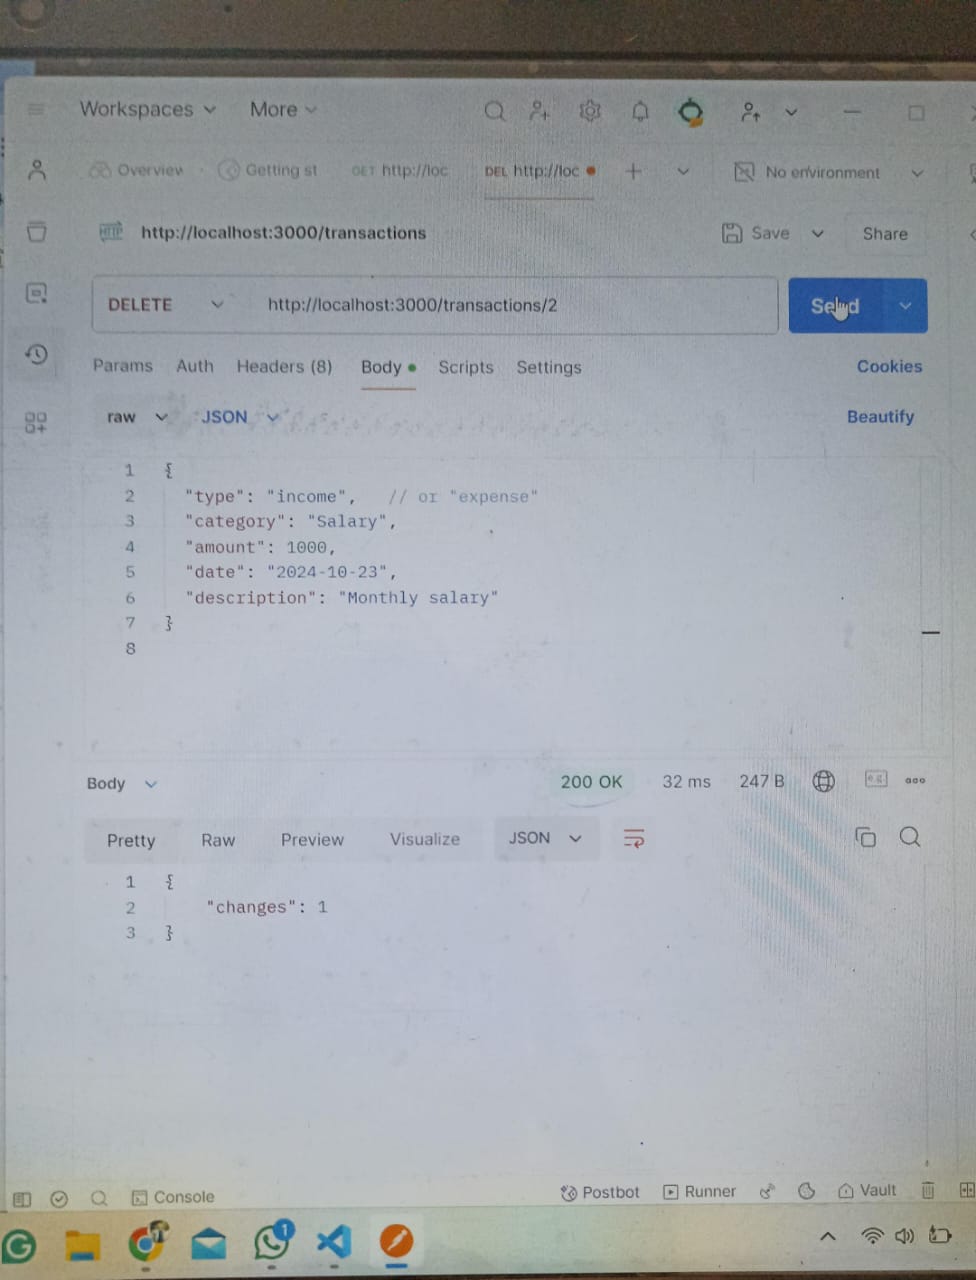 Workspaces More
Overview Getting st GET http://loc DEL http://loc No environment
HTTP http://localhost:3000/transactions Save Share
DELETE http://localhost:3000/transactions/2 Send
Params Auth Headers (8) Body Scripts Settings Cookies
raw JSON Beautify
1 {
2 "type": "income", // or "expense"
3 "category": "Salary",
4 "amount": 1000,
5 "date": "2024-10-23",
6 "description": "Monthly salary"
7 }
8
Body 200 OK 32 ms 247 B e.g.
Pretty Raw Preview Visualize JSON
1 {
2 "changes": 1
3 }
Console Postbot Runner Vault
1